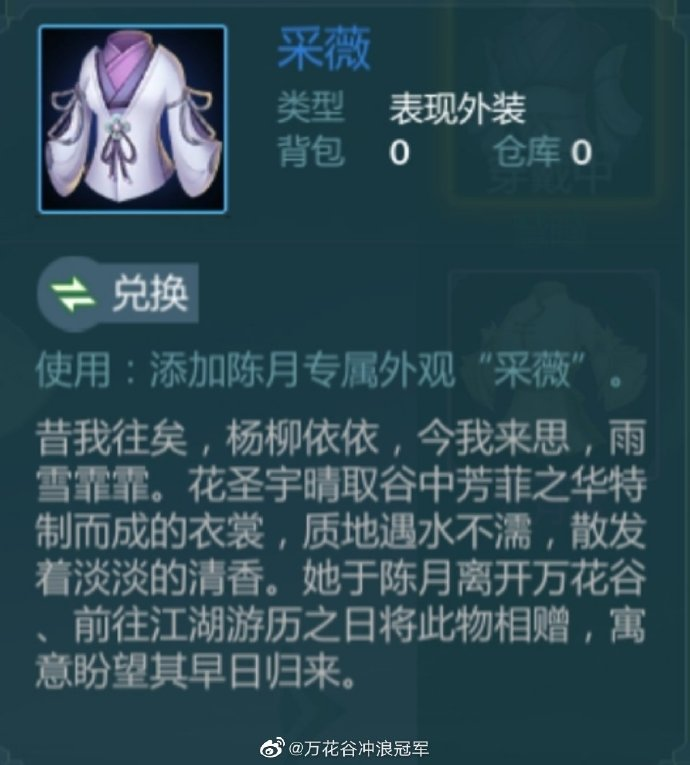 采薇
类型 表现外装
背包 0 仓库 0
穿戴中
兑换
使用：添加陈月专属外观“采薇”。
昔我往矣，杨柳依依，今我来思，雨
雪霏霏。花圣宇晴取谷中芳菲之华特
制而成的衣裳，质地遇水不濡，散发
着淡淡的清香。她于陈月离开万花谷
、前往江湖游历之日将此物相赠，寓
意盼望其早日归来。
@万花谷冲浪冠军